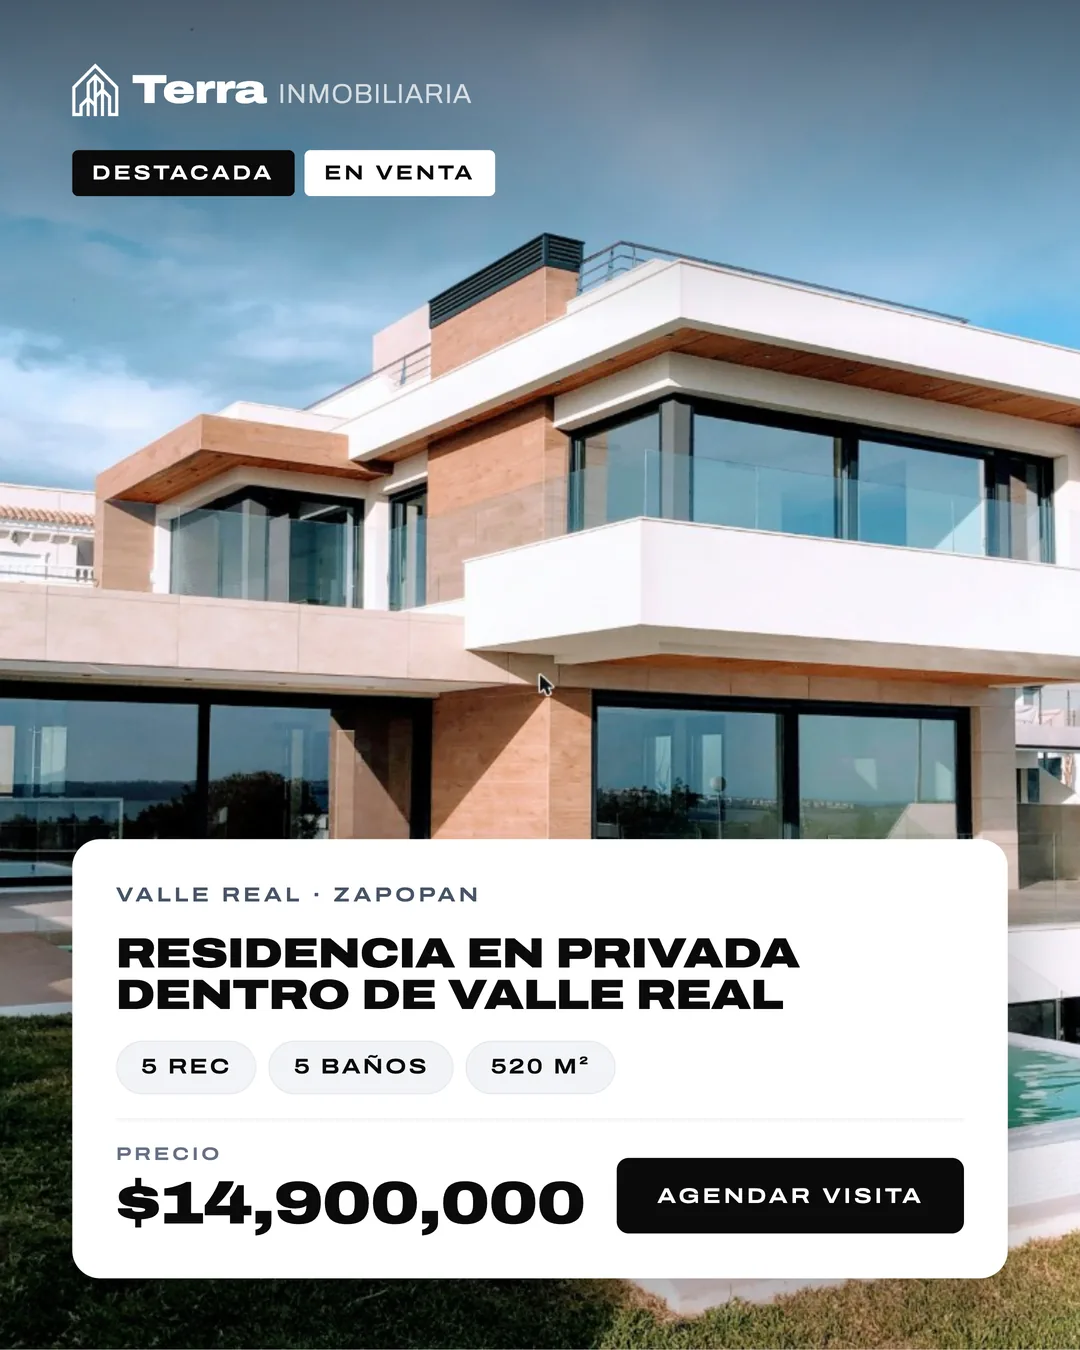 Terra INMOBILIARIA
DESTACADA
EN VENTA
VALLE REAL · ZAPOPAN
RESIDENCIA EN PRIVADA
DENTRO DE VALLE REAL
5 REC
5 BAÑOS
520 M²
PRECIO
$14,900,000
AGENDAR VISITA